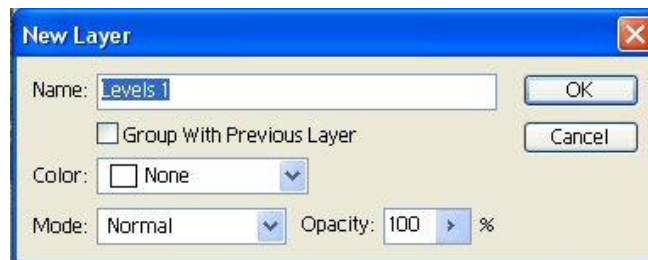 New Layer
Name: Levels 1 OK
Group With Previous Layer Cancel
Color: None
Mode: Normal Opacity: 100 %